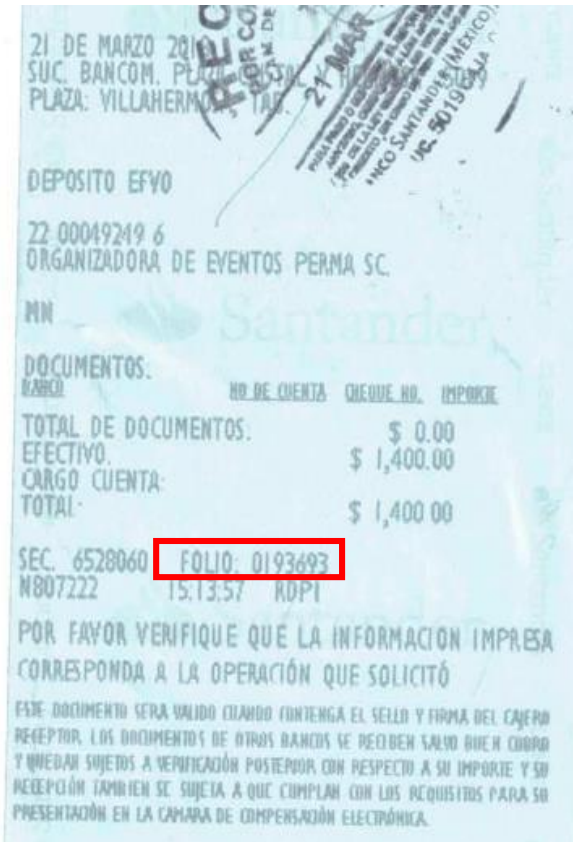 21 DE MARZO
SUC. BANCOM.
PLAZA: VILLAHERMOSA TAB.
21 MAR
DEPOSITO EFVO
22 00049249 6
ORGANIZADORA DE EVENTOS PERMA SC.
MN
Santander
DOCUMENTOS.
BANCO NO DE CUENTA CHEQUE NO. IMPORTE
TOTAL DE DOCUMENTOS. $ 0.00
EFECTIVO. $ 1,400.00
CARGO CUENTA:
TOTAL: $ 1,400 00
SEC. 6528060 FOLIO: 0193693
N807222 15:13:57 RDPI
POR FAVOR VERIFIQUE QUE LA INFORMACION IMPRESA
CORRESPONDA A LA OPERACIÓN QUE SOLICITÓ
ESTE DOCUMENTO SERA VALIDO CUANDO CONTENGA EL SELLO Y FIRMA DEL CAJERO
RECEPTOR. LOS DOCUMENTOS DE OTROS BANCOS SE RECIBEN SALVO BUEN COBRO
Y QUEDAN SUJETOS A VERIFICACIÓN POSTERIOR CON RESPECTO A SU IMPORTE Y SU
RECEPCIÓN TAMBIEN SE SUJETA A QUE CUMPLAN CON LOS REQUISITOS PARA SU
PRESENTACIÓN EN LA CAMARA DE COMPENSACIÓN ELECTRÓNICA.